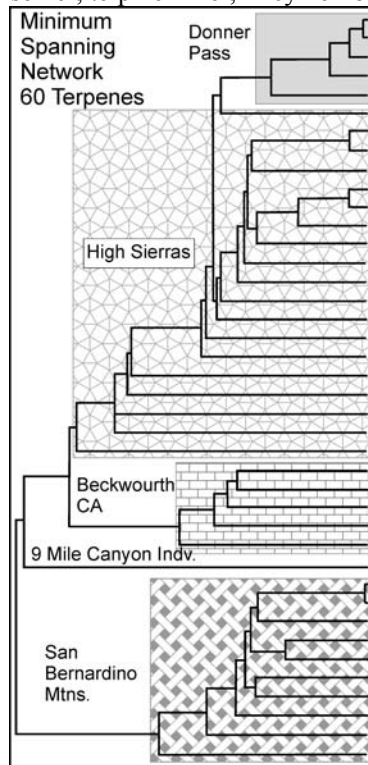 Minimum
Spanning
Network
60 Terpenes
Donner
Pass
High Sierras
Beckwourth
CA
9 Mile Canyon Indv.
San
Bernardino
Mtns.